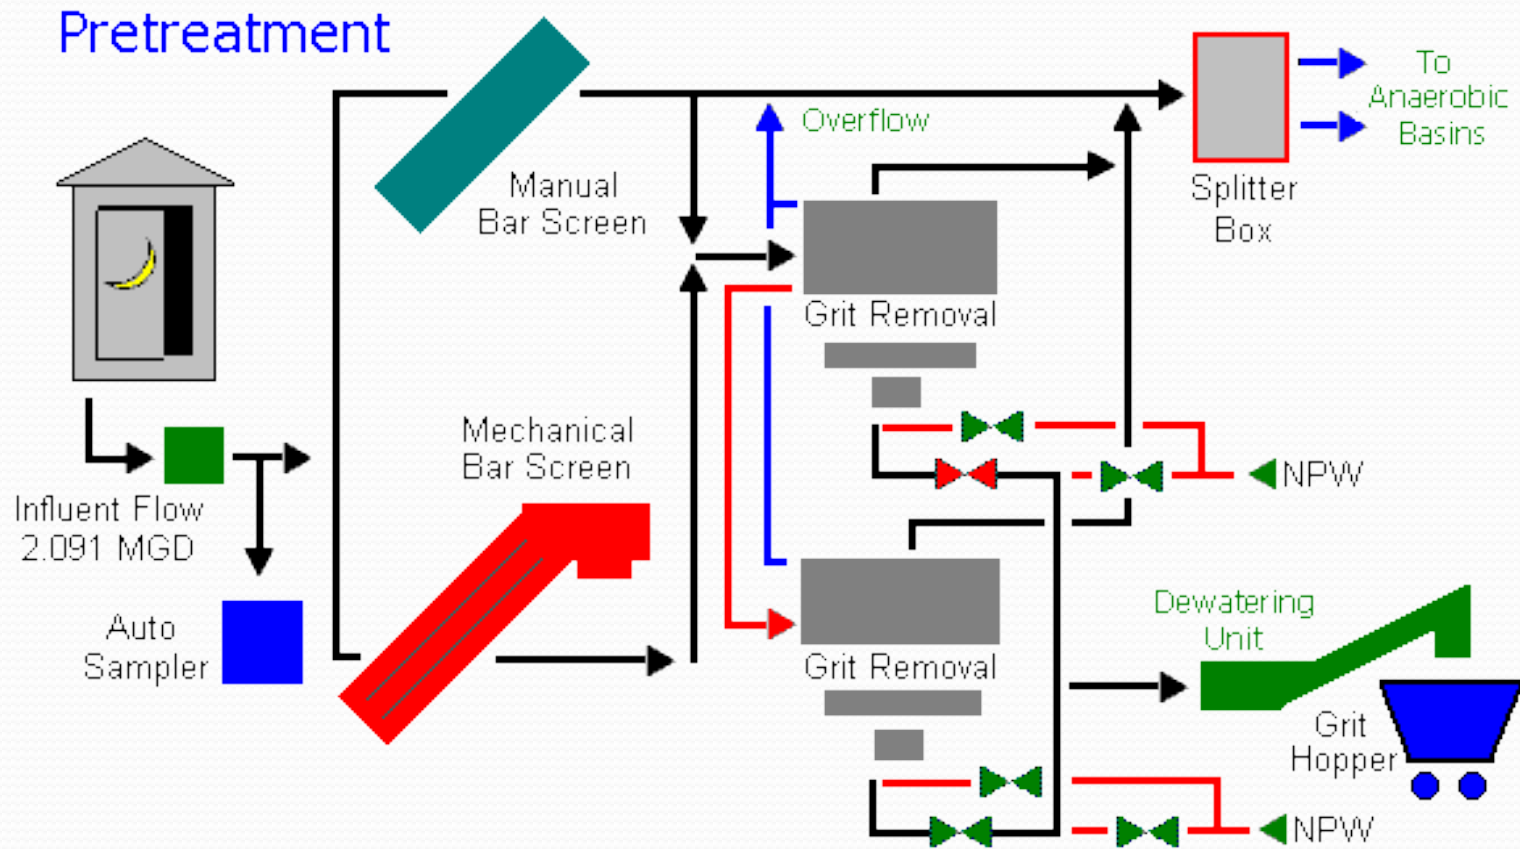 Pretreatment
Overflow
To
Anaerobic
Basins
Manual
Bar Screen
Splitter
Box
Grit Removal
Mechanical
Bar Screen
NPW
Influent Flow
2.091 MGD
Auto
Sampler
Grit Removal
Dewatering
Unit
Grit
Hopper
NPW